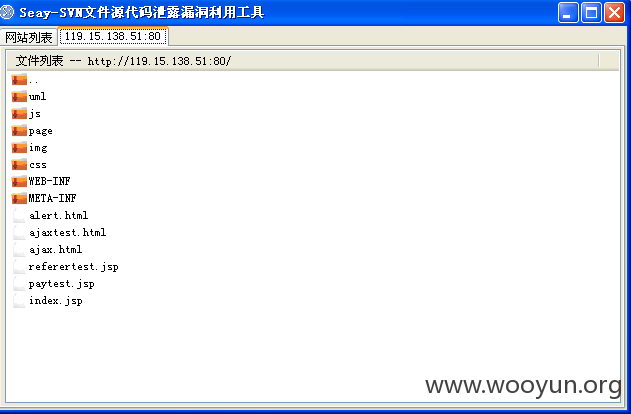 Seay-SVN文件源代码泄露漏洞利用工具
网站列表 119.15.138.51:80
文件列表 -- http://119.15.138.51:80/
..
uml
js
page
img
css
WEB-INF
META-INF
alert.html
ajaxtest.html
ajax.html
referertest.jsp
paytest.jsp
index.jsp
www.wooyun.org